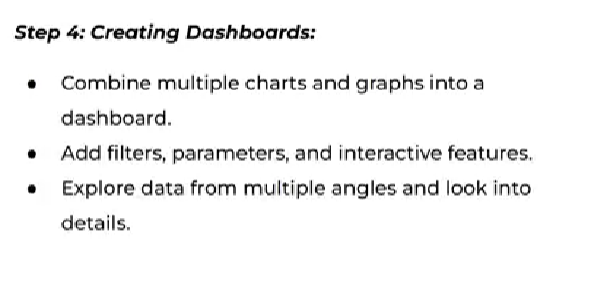 Step 4: Creating Dashboards:
• Combine multiple charts and graphs into a
dashboard.
• Add filters, parameters, and interactive features.
• Explore data from multiple angles and look into
details.